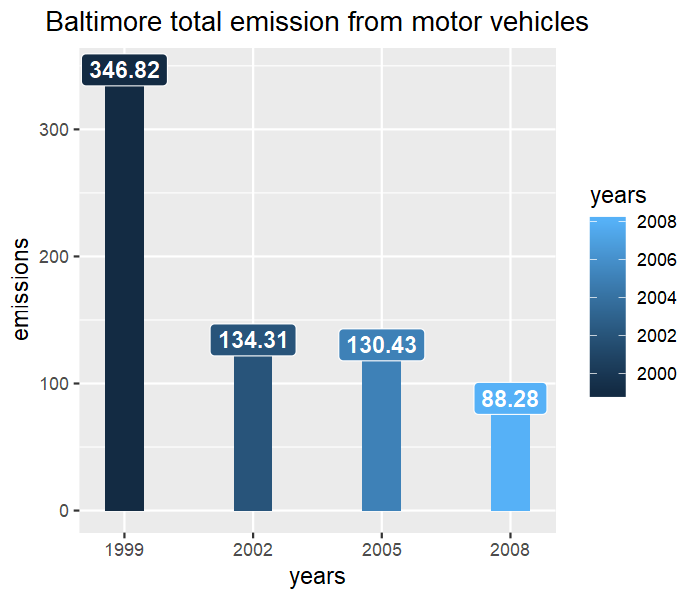 Baltimore total emission from motor vehicles
346.82
134.31
130.43
88.28
300
200
100
0
emissions
1999 2002 2005 2008
years
years
2008
2006
2004
2002
2000